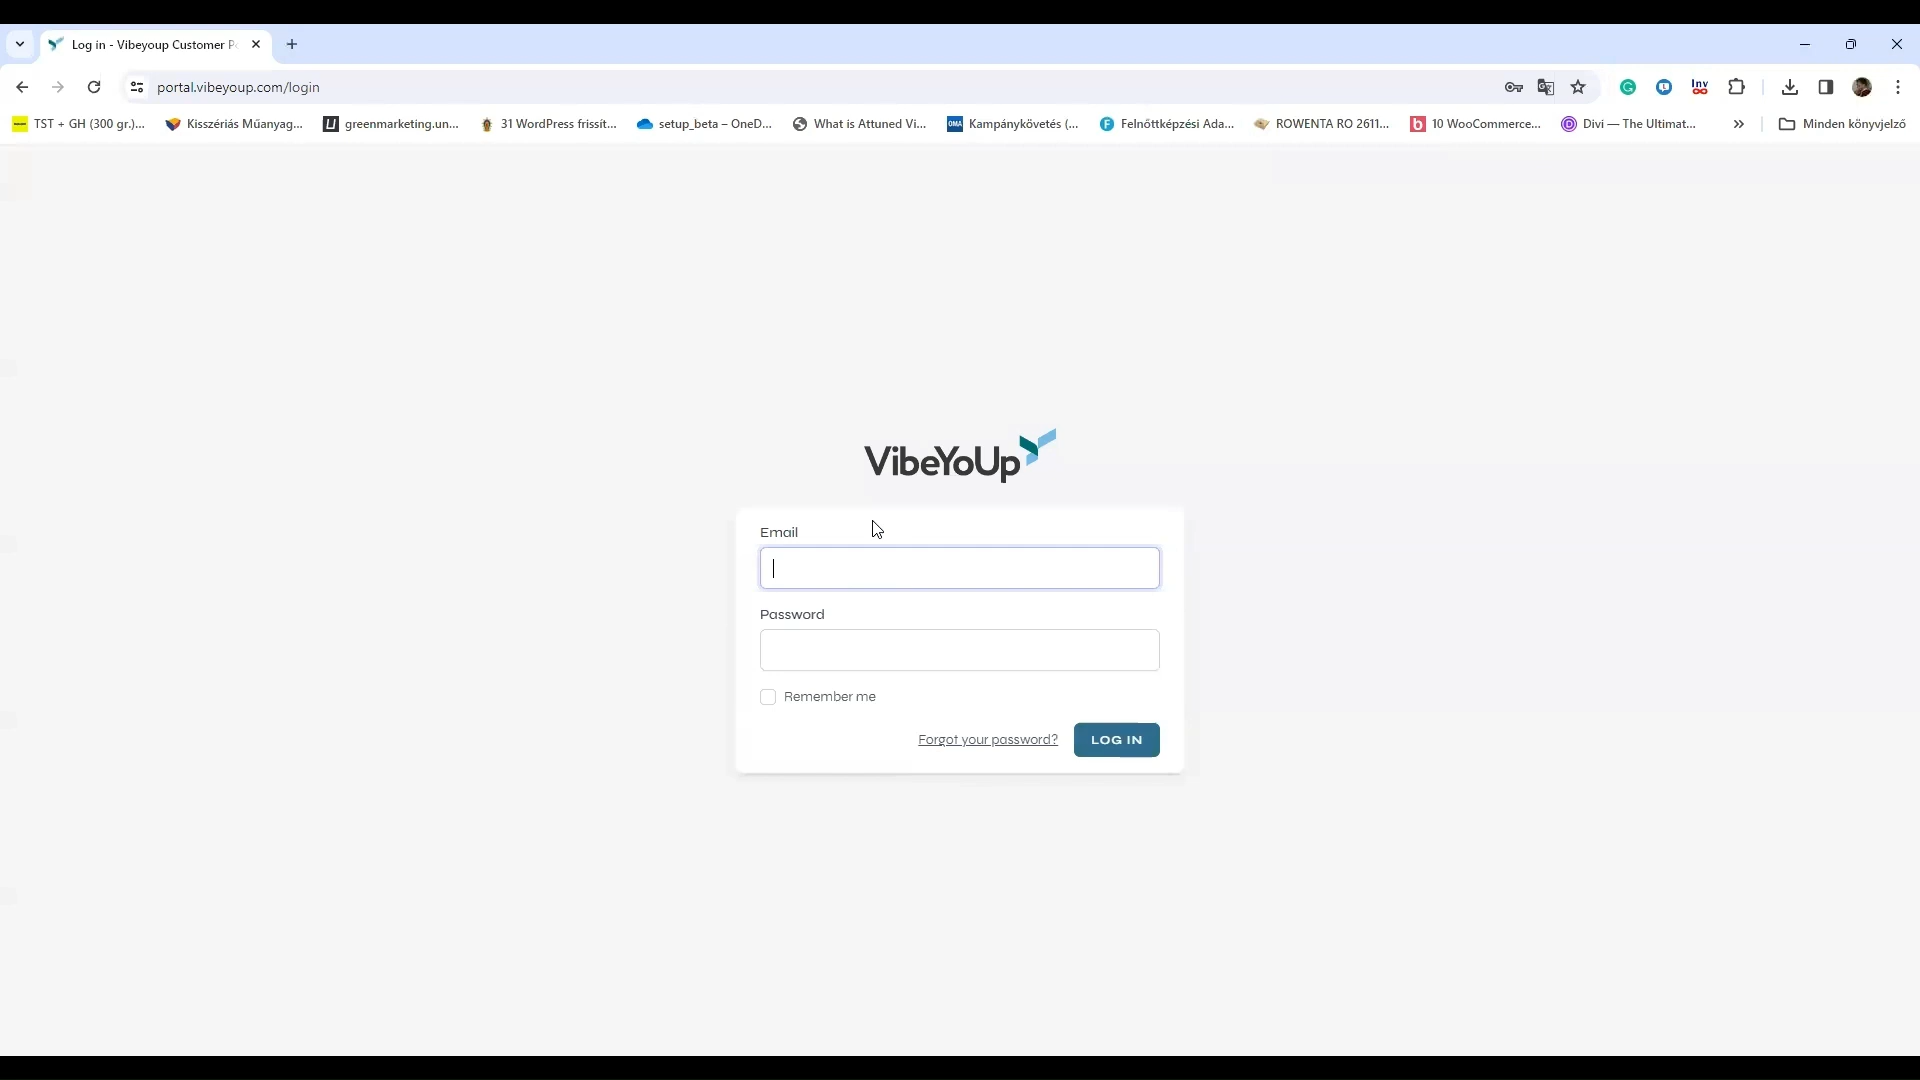 Log in - Vibeyoup Customer P
portal.vibeyoup.com/login
Inv
TST + GH (300 gr.)... Kisszériás Műanyag... greenmarketing.un... 31 WordPress frissít... setup_beta – OneD... What is Attuned Vi... OMA Kampánykövetés (... F Felnőttképzési Ada... ROWENTA RO 2611... b 10 WooCommerce... D Divi — The Ultimat... » Minden könyvjelző
VibeYoUp
Email
Password
Remember me
Forgot your password? LOG IN